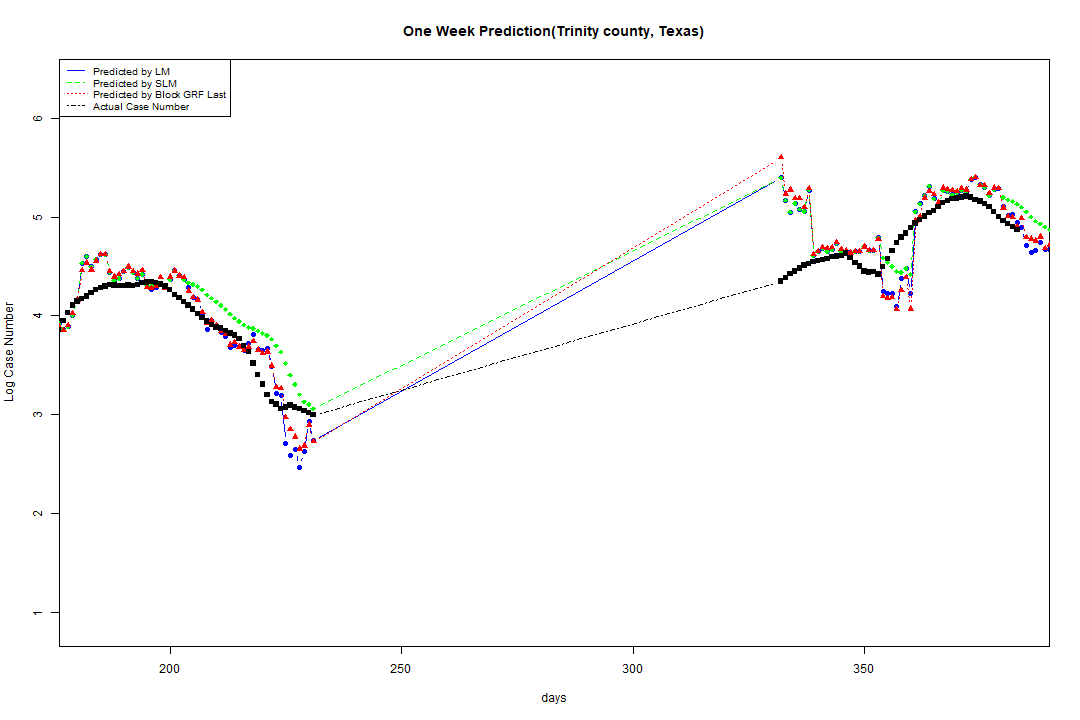 One Week Prediction(Trinity county, Texas)
Predicted by LM
Predicted by SLM
Predicted by Block GRF Last
Actual Case Number
Log Case Number
6
5
4
3
2
1
200
250
300
350
days